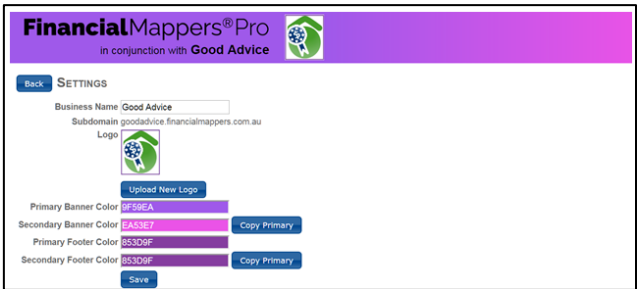 FinancialMappers®Pro
in conjunction with Good Advice
Back SETTINGS
Business Name Good Advice
Subdomain goodadvice.financialmappers.com.au
Logo
Upload New Logo
Primary Banner Color 9F59EA
Secondary Banner Color EA53E7 Copy Primary
Primary Footer Color 853D9F
Secondary Footer Color 853D9F Copy Primary
Save